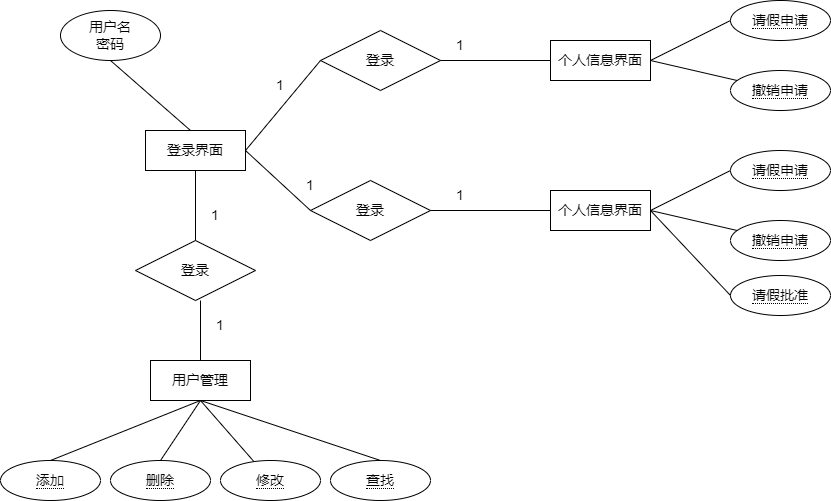 用户名
密码
登录
1
个人信息界面
请假申请
撤销申请
1
登录界面
1
登录
1
个人信息界面
请假申请
撤销申请
请假批准
1
登录
1
用户管理
添加
删除
修改
查找